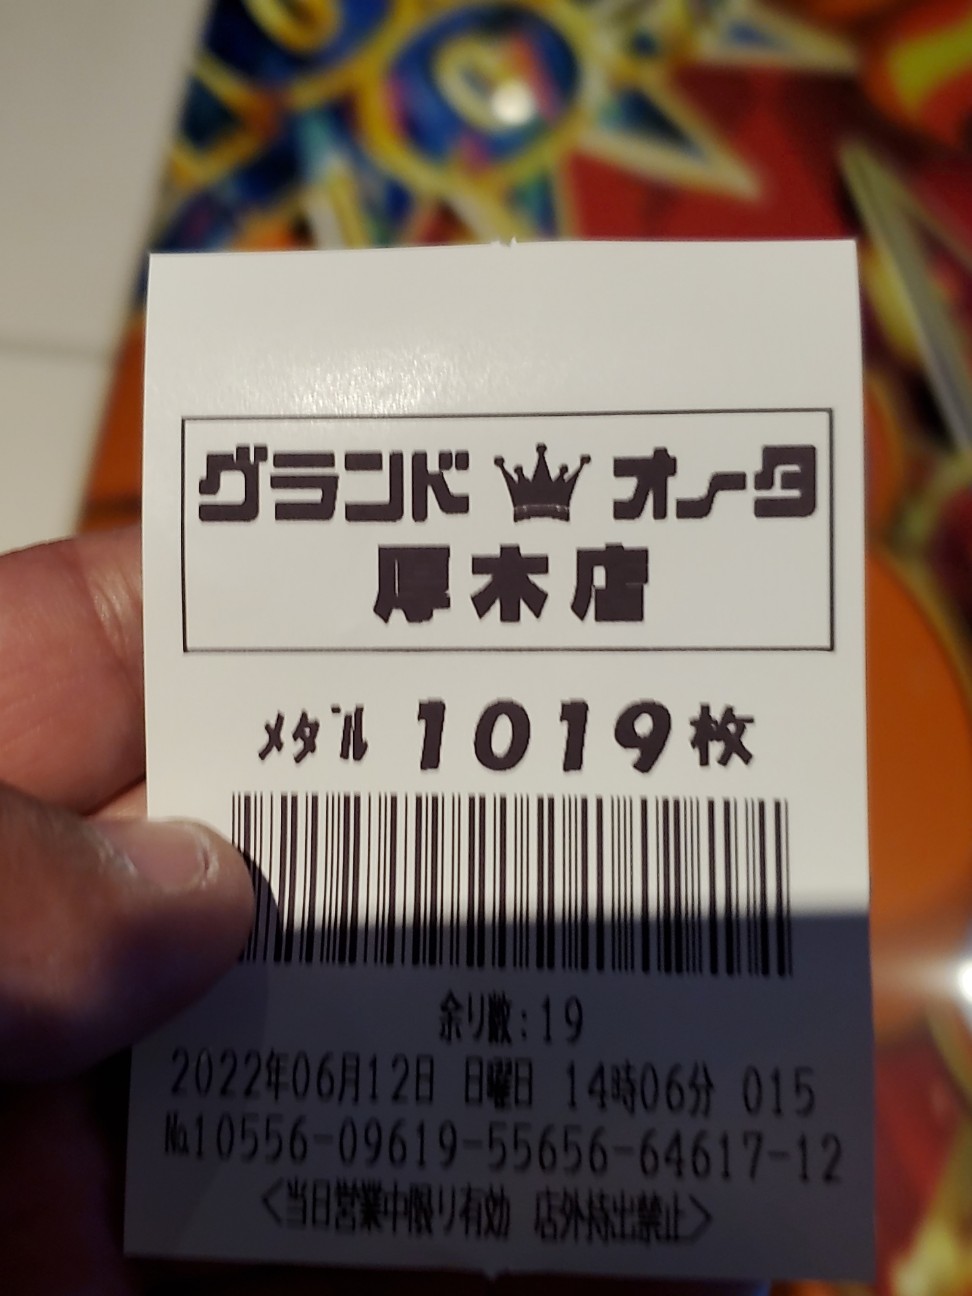 グランド オータ
厚木店
ﾒﾀﾞﾙ 1019枚
余り数:19
2022年06月12日 日曜日 14時06分 015
№10556-09619-55656-64617-12
<当日営業中限り有効 店外持出禁止>